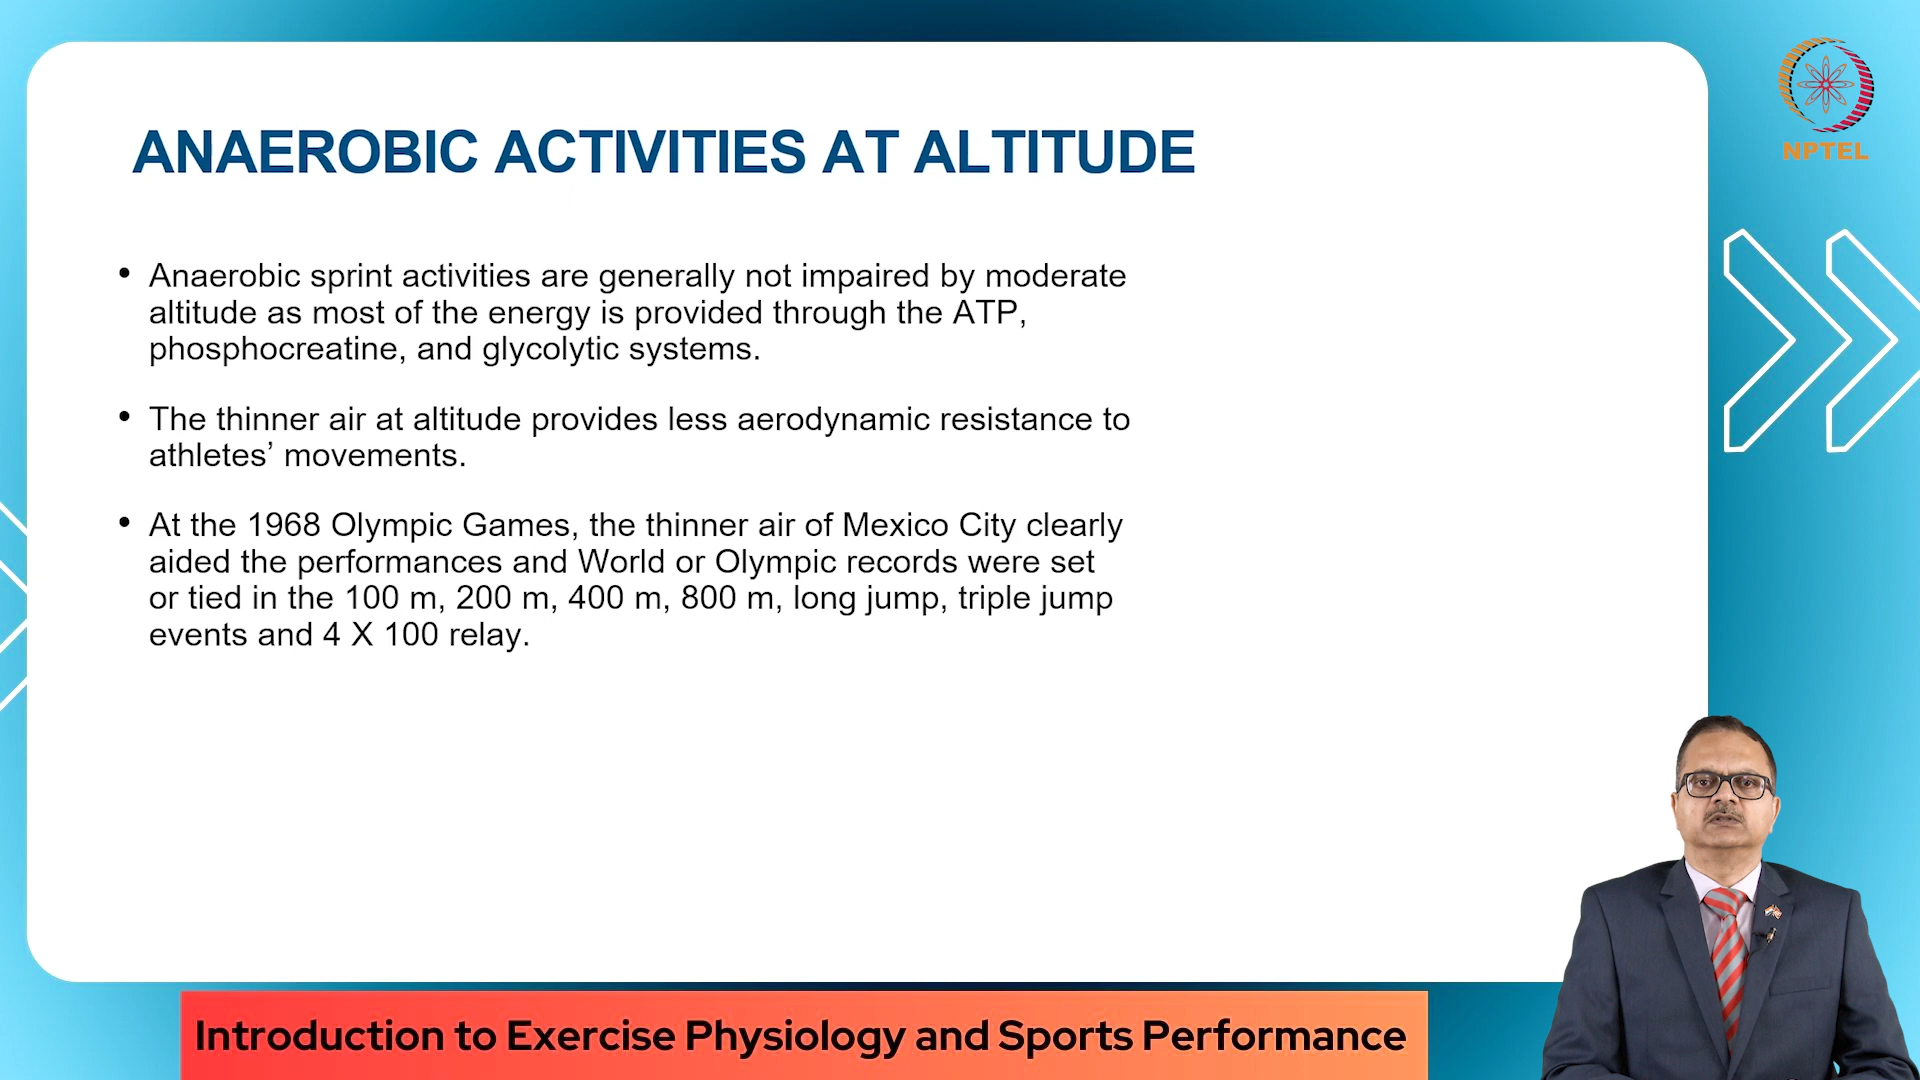 ANAEROBIC ACTIVITIES AT ALTITUDE
NPTEL
• Anaerobic sprint activities are generally not impaired by moderate
altitude as most of the energy is provided through the ATP,
phosphocreatine, and glycolytic systems.
• The thinner air at altitude provides less aerodynamic resistance to
athletes’ movements.
• At the 1968 Olympic Games, the thinner air of Mexico City clearly
aided the performances and World or Olympic records were set
or tied in the 100 m, 200 m, 400 m, 800 m, long jump, triple jump
events and 4 X 100 relay.
Introduction to Exercise Physiology and Sports Performance